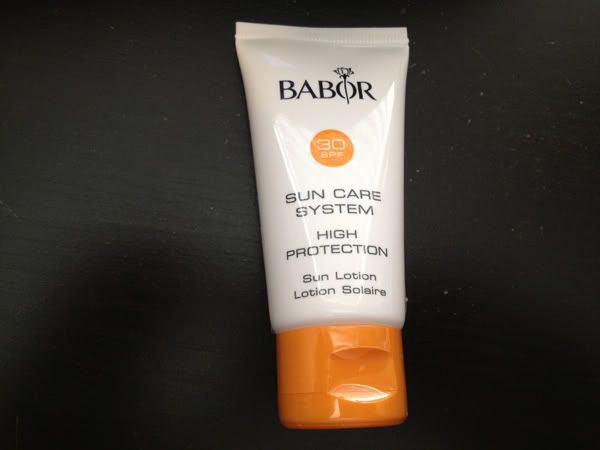 BABOR
30
SPF
SUN CARE
SYSTEM
HIGH
PROTECTION
Sun Lotion
Lotion Solaire